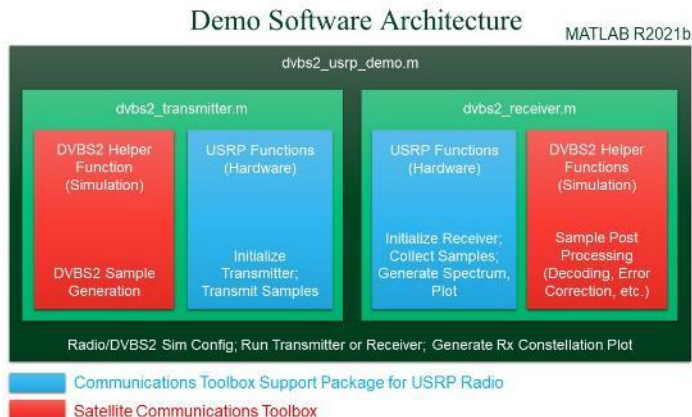 Demo Software Architecture
MATLAB R2021b
dvbs2_usrp_demo.m
dvbs2_transmitter.m
DVBS2 Helper
Function
(Simulation)
DVBS2 Sample
Generation
USRP Functions
(Hardware)
Initialize
Transmitter;
Transmit Samples
dvbs2_receiver.m
USRP Functions
(Hardware)
Initialize Receiver;
Collect Samples;
Generate Spectrum,
Plot
DVBS2 Helper
Functions
(Simulation)
Sample Post
Processing
(Decoding, Error
Correction, etc.)
Radio/DVBS2 Sim Config; Run Transmitter or Receiver; Generate Rx Constellation Plot
Communications Toolbox Support Package for USRP Radio
Satellite Communications Toolbox